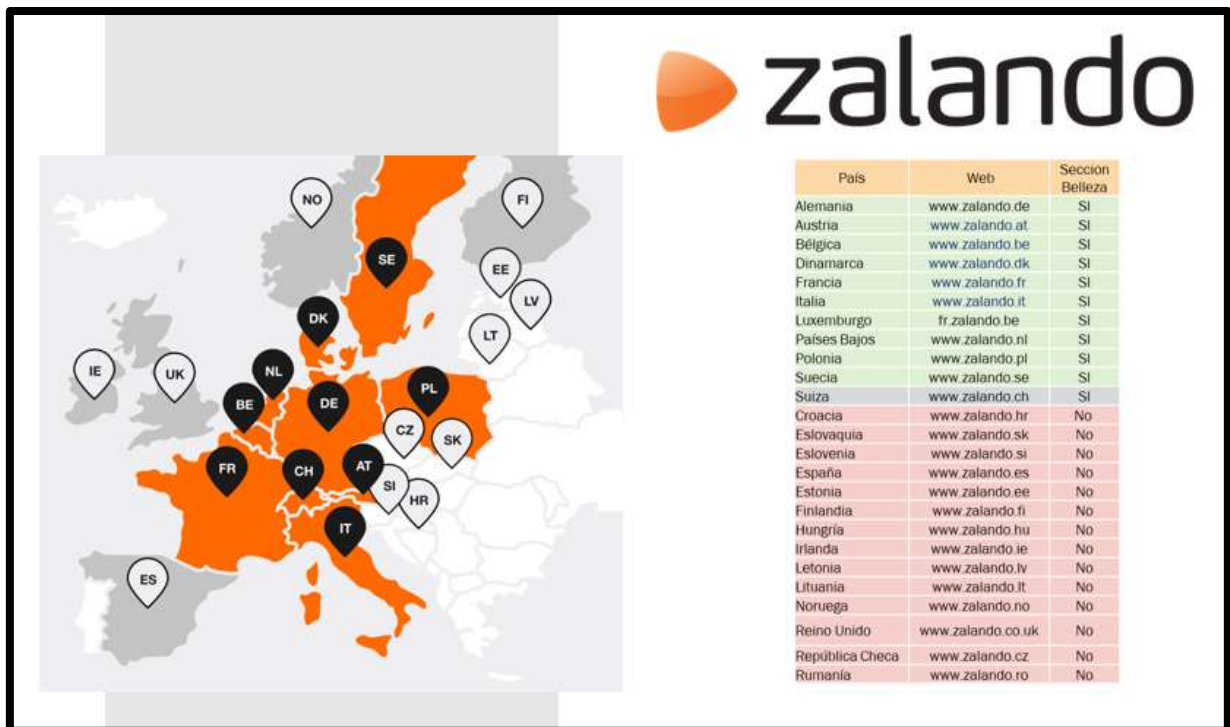 zalando
NO
FI
SE
EE
LV
DK
LT
IE
UK
NL
PL
BE
DE
CZ
SK
FR
CH
AT
SI
HR
IT
ES
País Web Seccion Belleza
Alemania www.zalando.de SI
Austria www.zalando.at SI
Bélgica www.zalando.be SI
Dinamarca www.zalando.dk SI
Francia www.zalando.fr SI
Italia www.zalando.it SI
Luxemburgo fr.zalando.be SI
Países Bajos www.zalando.nl SI
Polonia www.zalando.pl SI
Suecia www.zalando.se SI
Suiza www.zalando.ch SI
Croacia www.zalando.hr No
Eslovaquia www.zalando.sk No
Eslovenia www.zalando.si No
España www.zalando.es No
Estonia www.zalando.ee No
Finlandia www.zalando.fi No
Hungría www.zalando.hu No
Irlanda www.zalando.ie No
Letonia www.zalando.lv No
Lituania www.zalando.lt No
Noruega www.zalando.no No
Reino Unido www.zalando.co.uk No
República Checa www.zalando.cz No
Rumanía www.zalando.ro No